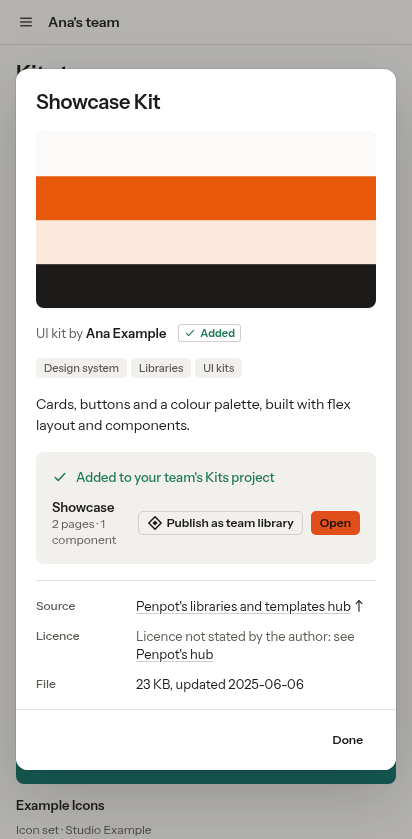 Ana's team
Showcase Kit
UI kit by Ana Example
Added
Design system
Libraries
UI kits
Cards, buttons and a colour palette, built with flex
layout and components.
Added to your team's Kits project
Showcase
2 pages · 1
component
Publish as team library
Open
Source
Penpot's libraries and templates hub ↑
Licence
Licence not stated by the author: see
Penpot's hub
File
23 KB, updated 2025-06-06
Done
Example Icons
Icon set · Studio Example